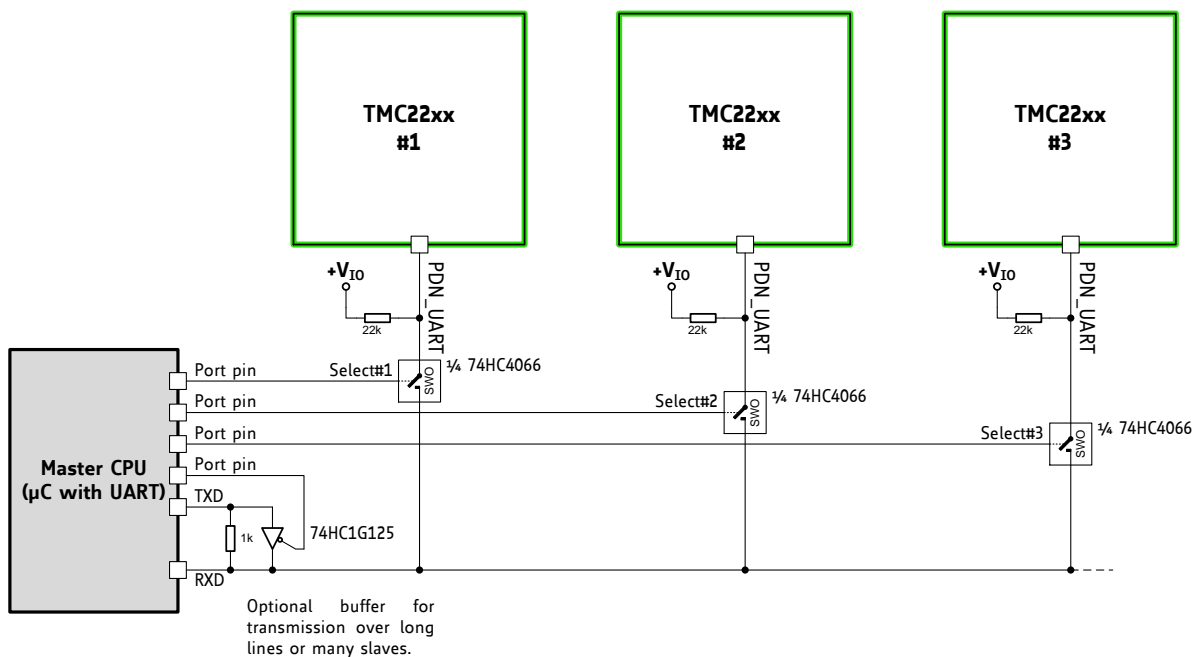 TMC22xx
#1
TMC22xx
#2
TMC22xx
#3
+VIO
22k
PDN_UART
+VIO
22k
PDN_UART
+VIO
22k
PDN_UART
Port pin
Select#1
SWO
¼ 74HC4066
Port pin
Select#2
SWO
¼ 74HC4066
Port pin
Select#3
SWO
¼ 74HC4066
Port pin
Master CPU
(µC with UART)
TXD
1k
74HC1G125
RXD
Optional buffer for
transmission over long
lines or many slaves.